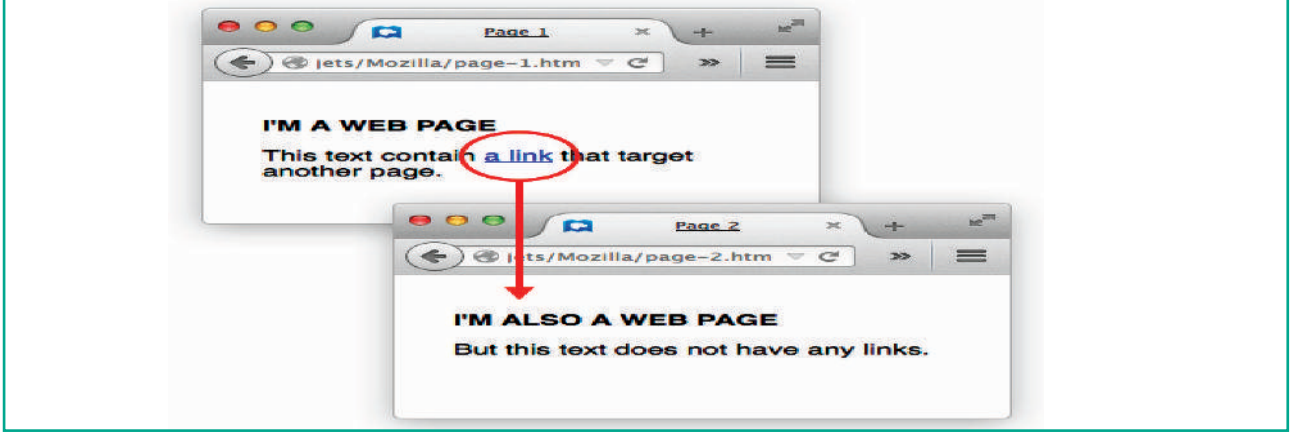 Page 1
jets/Mozilla/page-1.htm
I'M A WEB PAGE
This text contain a link that target
another page.
Page 2
jets/Mozilla/page-2.htm
I'M ALSO A WEB PAGE
But this text does not have any links.